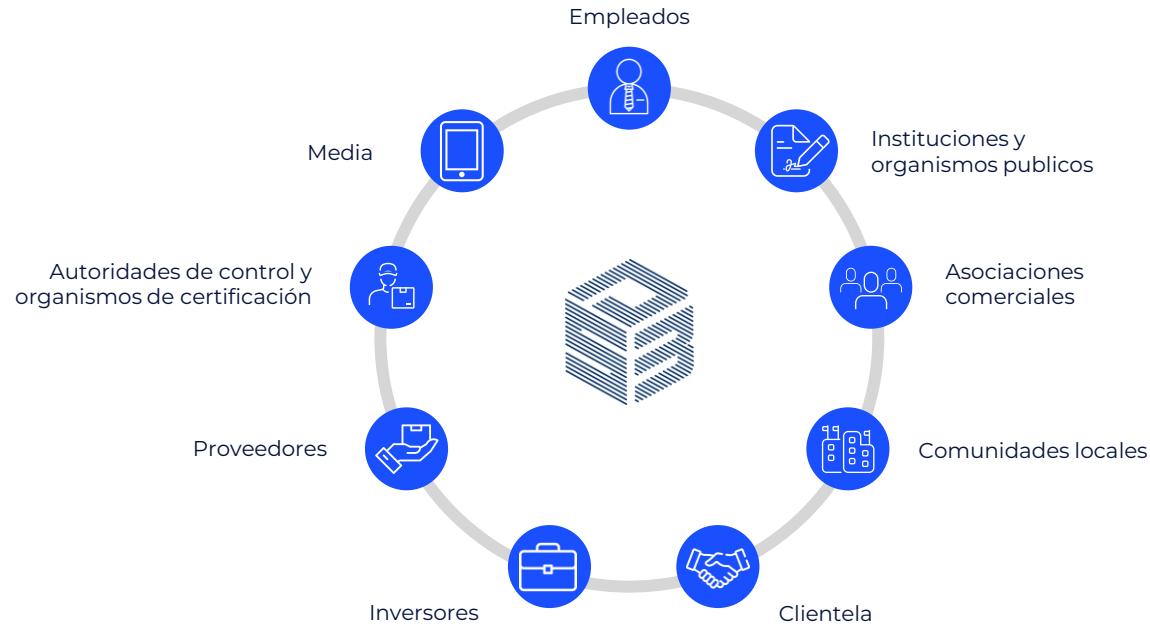 Empleados
Instituciones y
organismos publicos
Media
Asociaciones
comerciales
Autoridades de control y
organismos de certificación
Proveedores
Comunidades locales
Inversores
Clientela